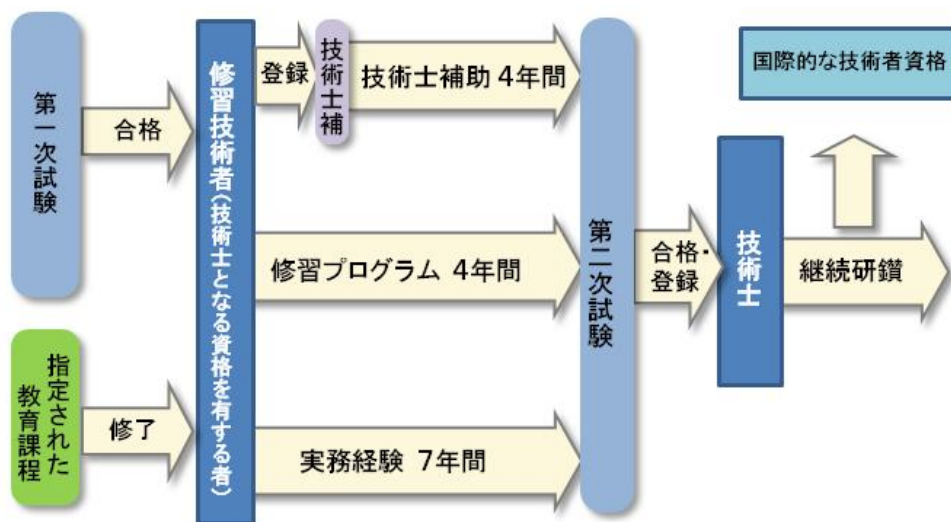 第一次試験
合格
指定された
教育課程
修了
修習技術者(技術士となる資格を有する者)
登録
技術士補
技術士補助 4年間
修習プログラム 4年間
実務経験 7年間
第二次試験
合格・
登録
技術士
継続研鑽
国際的な技術者資格